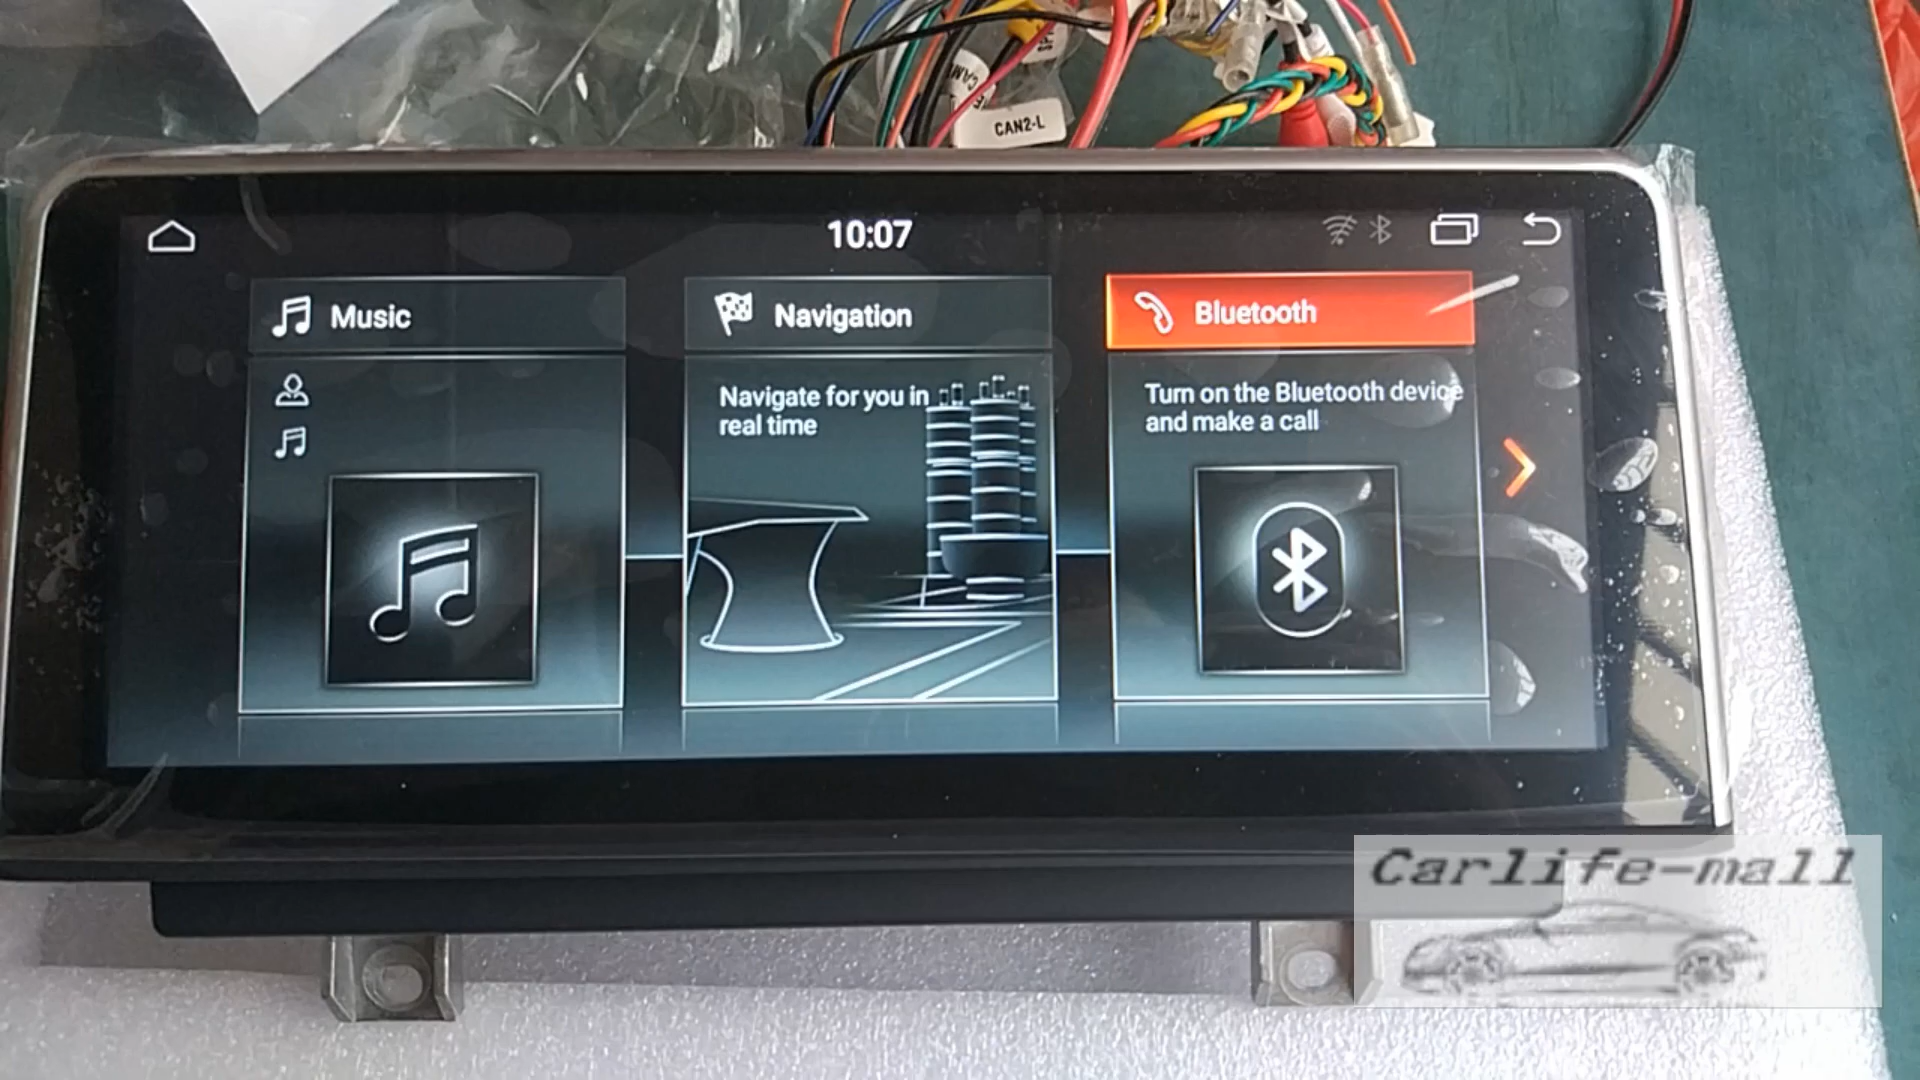 CAM
CAN2-L
10:07
Music
Navigation
Bluetooth
Navigate for you in
real time
Turn on the Bluetooth device
and make a call
Carlife-mall